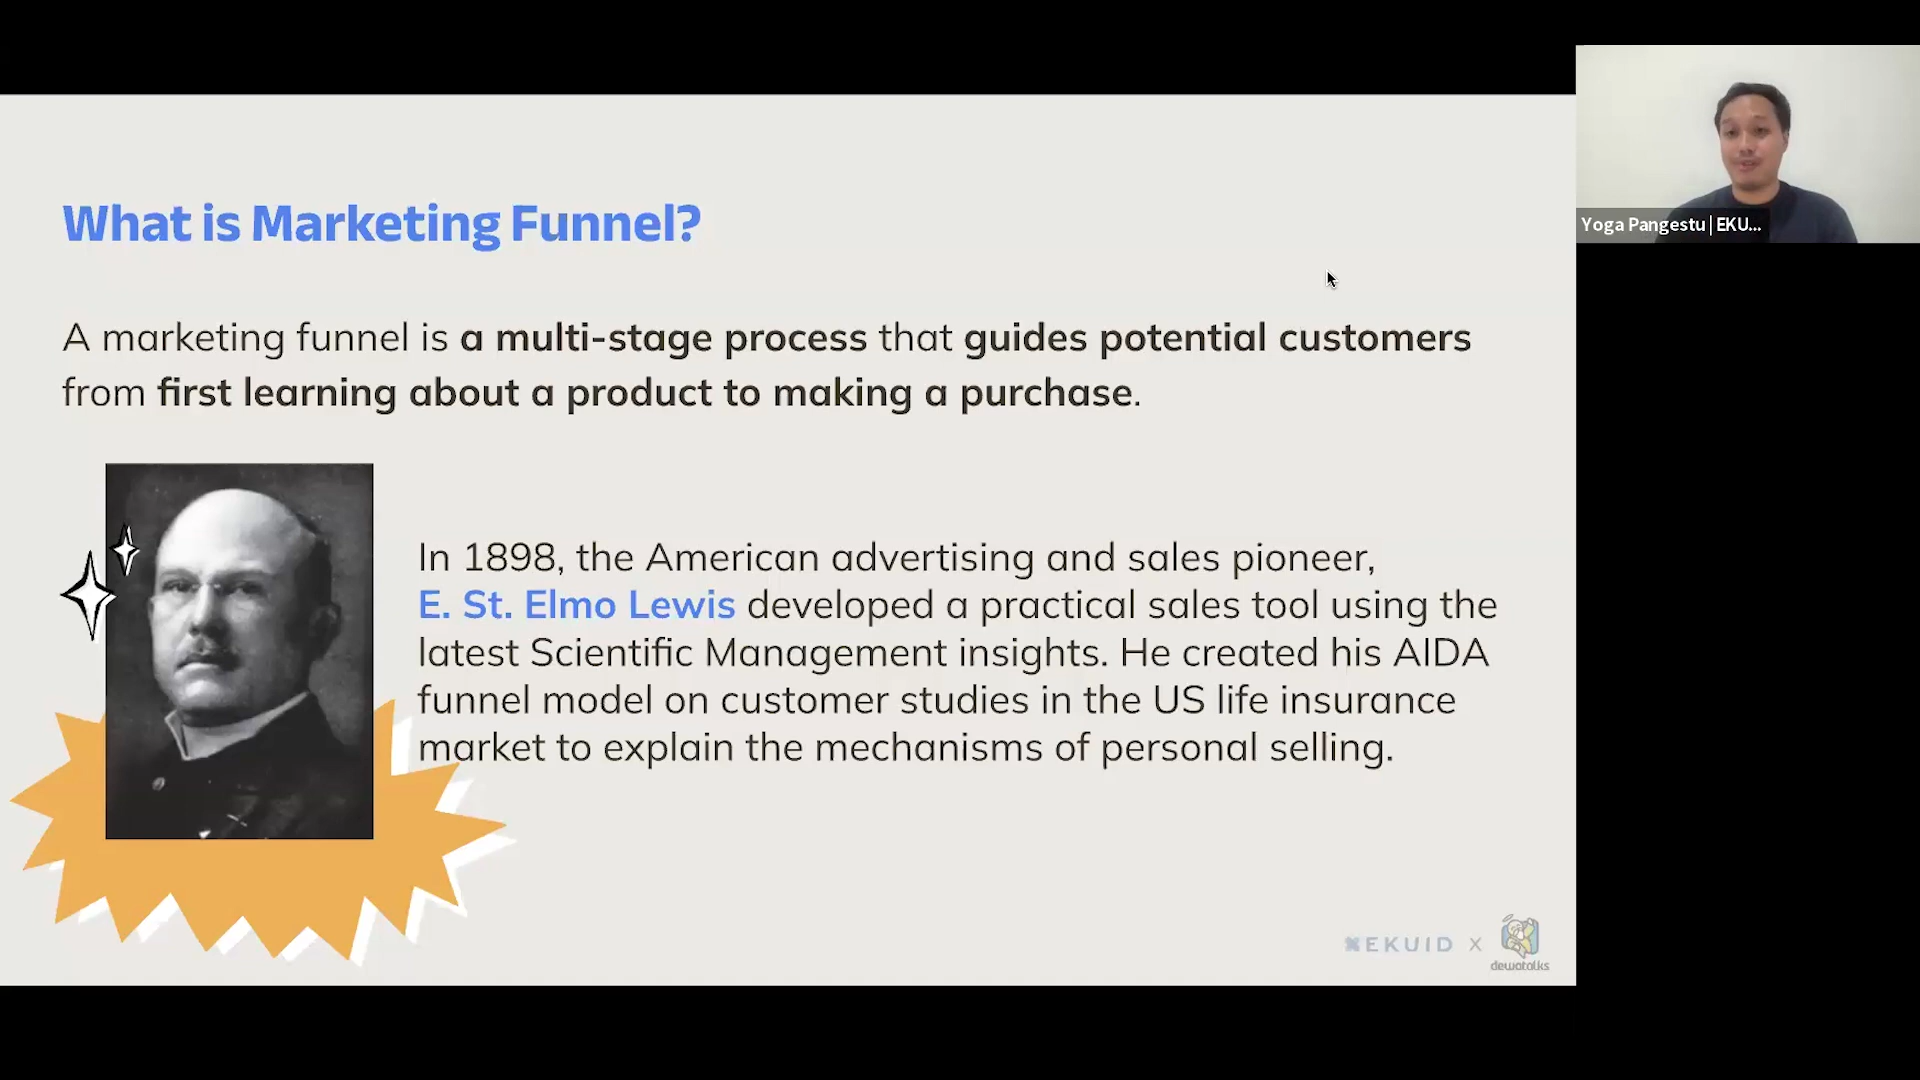 What is Marketing Funnel?
A marketing funnel is a multi-stage process that guides potential customers
from first learning about a product to making a purchase.
In 1898, the American advertising and sales pioneer,
E. St. Elmo Lewis developed a practical sales tool using the
latest Scientific Management insights. He created his AIDA
funnel model on customer studies in the US life insurance
market to explain the mechanisms of personal selling.
EKUID X
dewatalks
Yoga Pangestu | EKU...